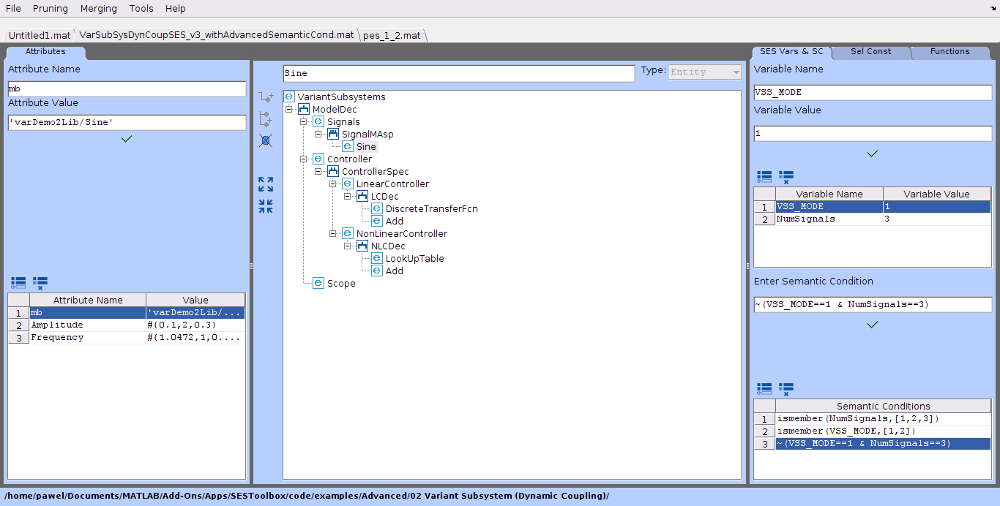 File Pruning Merging Tools Help
Untitled1.mat VarSubSysDynCoupSES_v3_withAdvancedSemanticCond.mat pes_1_2.mat
Attributes
Attribute Name
mb
Attribute Value
'varDemo2Lib/Sine'
Attribute Name Value
1 mb 'varDemo2Lib/...
2 Amplitude #{0.1,2,0.3}
3 Frequency #{1.0472,1,0....
Sine
Type: Entity
VariantSubsystems
ModelDec
Signals
SignalMAsp
Sine
Controller
ControllerSpec
LinearController
LCDec
DiscreteTransferFcn
Add
NonLinearController
NLCDec
LookUpTable
Add
Scope
SES Vars & SC Sel Const Functions
Variable Name
VSS_MODE
Variable Value
1
Variable Name Variable Value
1 VSS_MODE 1
2 NumSignals 3
Enter Semantic Condition
~(VSS_MODE==1 & NumSignals==3)
Semantic Conditions
1 ismember(NumSignals,[1,2,3])
2 ismember(VSS_MODE,[1,2])
3 ~(VSS_MODE==1 & NumSignals==3)
/home/pawel/Documents/MATLAB/Add-Ons/Apps/SESToolbox/code/examples/Advanced/02 Variant Subsystem (Dynamic Coupling)/